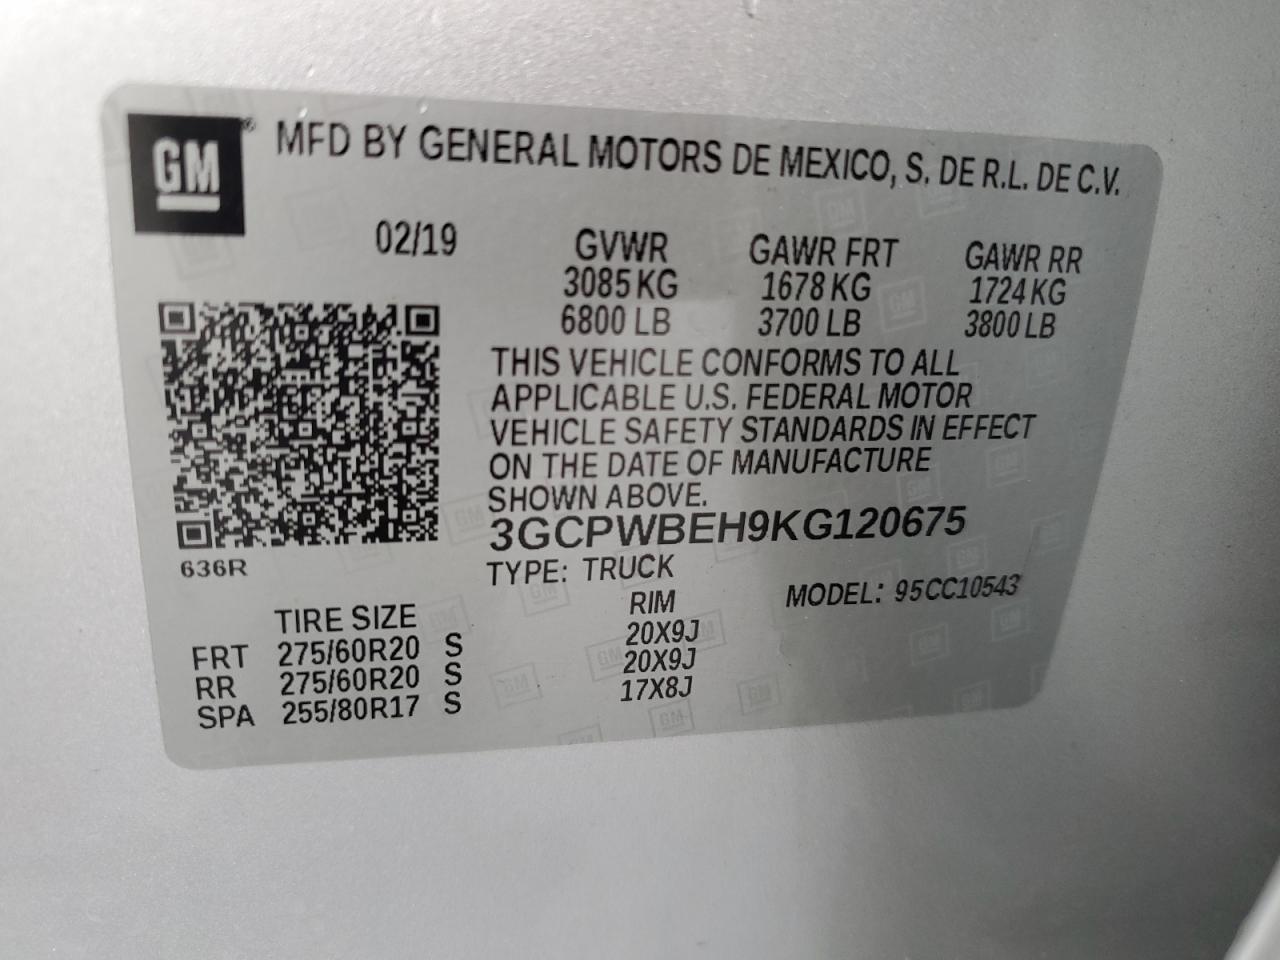 GM® MFD BY GENERAL MOTORS DE MEXICO, S. DE R.L. DE C.V.
02/19 GVWR GAWR FRT GAWR RR
3085 KG 1678 KG 1724 KG
6800 LB 3700 LB 3800 LB
THIS VEHICLE CONFORMS TO ALL
APPLICABLE U.S. FEDERAL MOTOR
VEHICLE SAFETY STANDARDS IN EFFECT
ON THE DATE OF MANUFACTURE
SHOWN ABOVE.
3GCPWBEH9KG120675
636R
TYPE: TRUCK
MODEL: 95CC10543
TIRE SIZE RIM
FRT 275/60R20 S 20X9J
RR 275/60R20 S 20X9J
SPA 255/80R17 S 17X8J